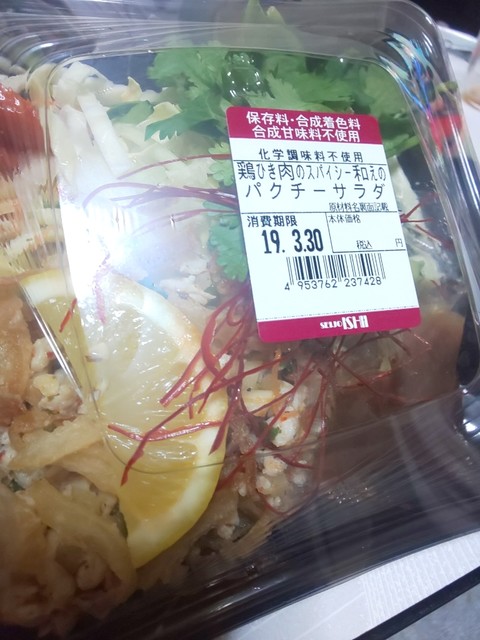 保存料・合成着色料
合成甘味料不使用
化学調味料不使用
鶏ひき肉のスパイシー和えの
パクチーサラダ
原材料名裏面記載
消費期限
本体価格
19. 3.30
税込 円
4 953762 237428
SEIJO ISHII